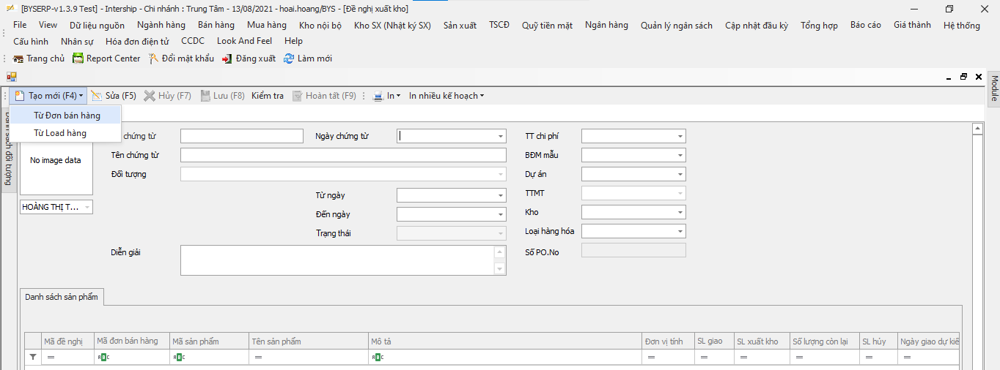 [BYSERP-v1.3.9 Test] - Intership - Chi nhánh : Trung Tâm - 13/08/2021 - hoai.hoang/BYS - [Đề nghị xuất kho]
File View Dữ liệu nguồn Ngành hàng Bán hàng Mua hàng Kho nội bộ Kho SX (Nhật ký SX) Sản xuất TSCĐ Quỹ tiền mặt Ngân hàng Quản lý ngân sách Cập nhật đầu kỳ Tổng hợp Báo cáo Giá thành Hệ thống
Cấu hình Nhân sự Hóa đơn điện tử CCDC Look And Feel Help
Trang chủ Report Center Đổi mật khẩu Đăng xuất Làm mới
Module
Tạo mới (F4) Sửa (F5) Hủy (F7) Lưu (F8) Kiểm tra Hoàn tất (F9) In In nhiều kế hoạch
Từ Đơn bán hàng
Từ Load hàng
Danh sách đối tượng
chứng từ Ngày chứng từ TT chi phí
No image data Tên chứng từ BĐM mẫu
Đối tượng Dự án
Từ ngày TTMT
HOÀNG THỊ T... Đến ngày Kho
Trạng thái Loại hàng hóa
Diễn giải Số PO.No
Danh sách sản phẩm
Mã đề nghị Mã đơn bán hàng Mã sản phẩm Tên sản phẩm Mô tả Đơn vị tính SL giao SL xuất kho Số lượng còn lại SL hủy Ngày giao dự kiế
= ABC ABC = ABC = = = = = =